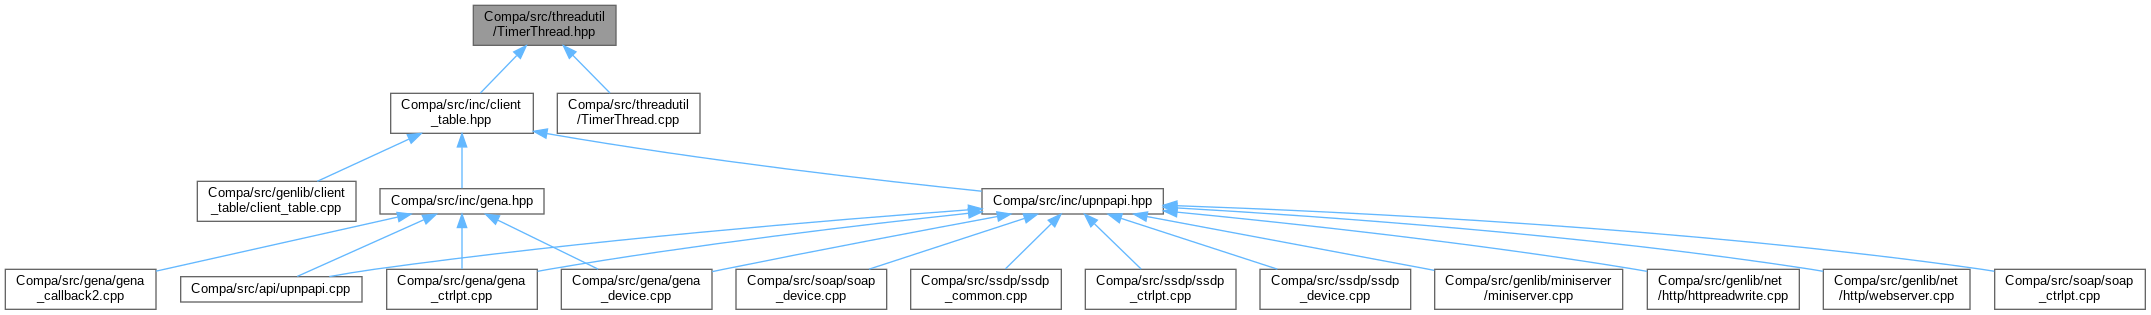 Compa/src/threadutil
/TimerThread.hpp
Compa/src/inc/client
_table.hpp
Compa/src/threadutil
/TimerThread.cpp
Compa/src/genlib/client
_table/client_table.cpp
Compa/src/inc/gena.hpp
Compa/src/inc/upnpapi.hpp
Compa/src/gena/gena
_callback2.cpp
Compa/src/api/upnpapi.cpp
Compa/src/gena/gena
_ctrlpt.cpp
Compa/src/gena/gena
_device.cpp
Compa/src/soap/soap
_device.cpp
Compa/src/ssdp/ssdp
_common.cpp
Compa/src/ssdp/ssdp
_ctrlpt.cpp
Compa/src/ssdp/ssdp
_device.cpp
Compa/src/genlib/miniserver
/miniserver.cpp
Compa/src/genlib/net
/http/httpreadwrite.cpp
Compa/src/genlib/net
/http/webserver.cpp
Compa/src/soap/soap
_ctrlpt.cpp